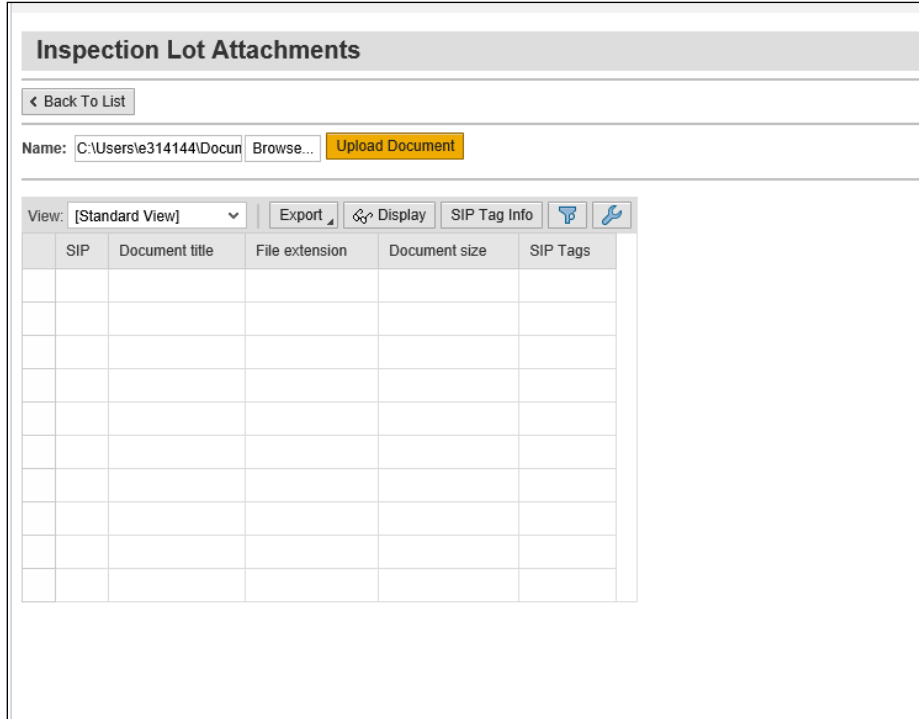 Inspection Lot Attachments
Back To List
Name: C:\Users\e314144\Docun Browse... Upload Document
View: [Standard View] Export Display SIP Tag Info
SIP Document title File extension Document size SIP Tags